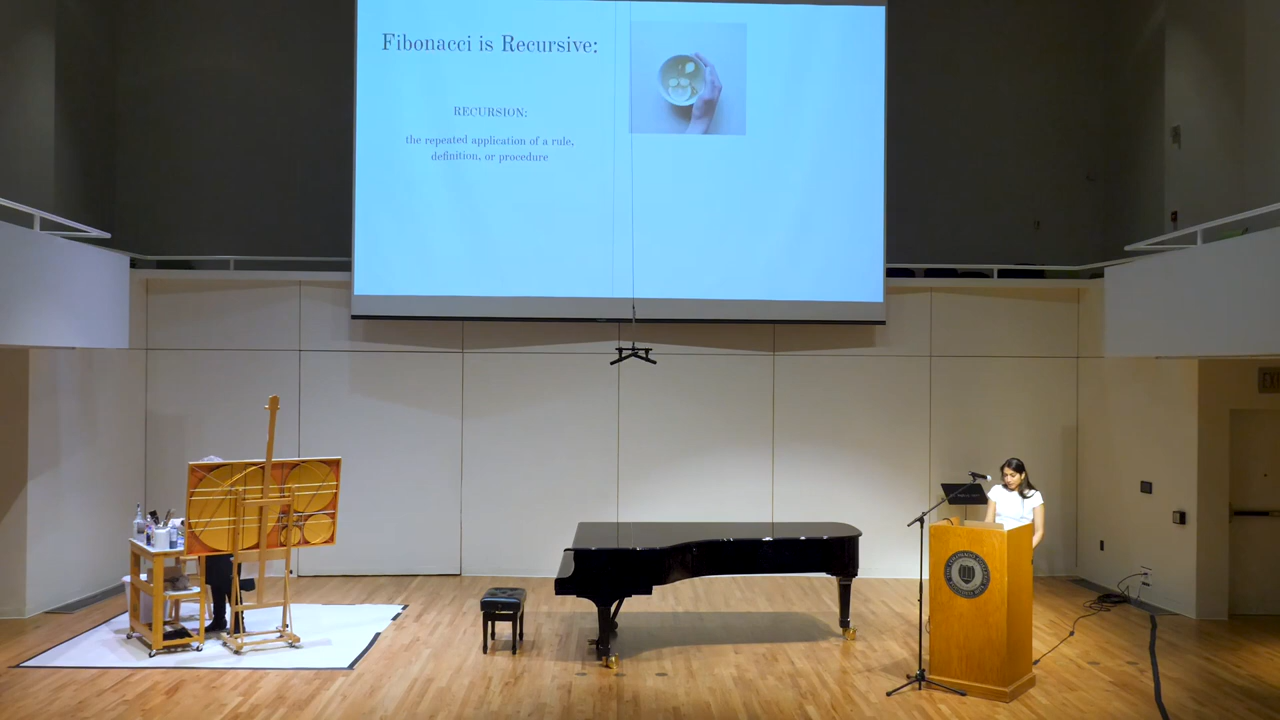 Fibonacci is Recursive:
RECURSION:
the repeated application of a rule,
definition, or procedure